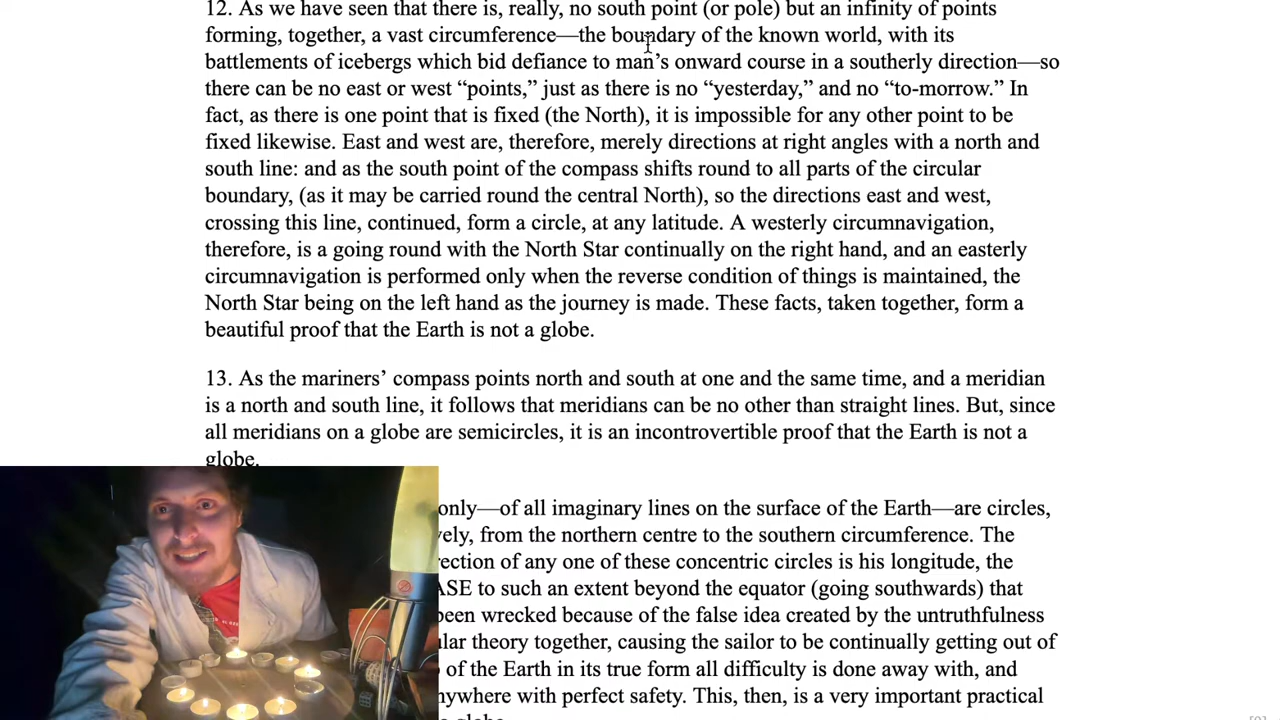 12. As we have seen that there is, really, no south point (or pole) but an infinity of points
forming, together, a vast circumference—the boundary of the known world, with its
battlements of icebergs which bid defiance to man’s onward course in a southerly direction—so
there can be no east or west “points,” just as there is no “yesterday,” and no “to-morrow.” In
fact, as there is one point that is fixed (the North), it is impossible for any other point to be
fixed likewise. East and west are, therefore, merely directions at right angles with a north and
south line: and as the south point of the compass shifts round to all parts of the circular
boundary, (as it may be carried round the central North), so the directions east and west,
crossing this line, continued, form a circle, at any latitude. A westerly circumnavigation,
therefore, is a going round with the North Star continually on the right hand, and an easterly
circumnavigation is performed only when the reverse condition of things is maintained, the
North Star being on the left hand as the journey is made. These facts, taken together, form a
beautiful proof that the Earth is not a globe.
13. As the mariners’ compass points north and south at one and the same time, and a meridian
is a north and south line, it follows that meridians can be no other than straight lines. But, since
all meridians on a globe are semicircles, it is an incontrovertible proof that the Earth is not a
globe.
only—of all imaginary lines on the surface of the Earth—are circles,
vely, from the northern centre to the southern circumference. The
rection of any one of these concentric circles is his longitude, the
ASE to such an extent beyond the equator (going southwards) that
been wrecked because of the false idea created by the untruthfulness
ular theory together, causing the sailor to be continually getting out of
of the Earth in its true form all difficulty is done away with, and
nywhere with perfect safety. This, then, is a very important practical